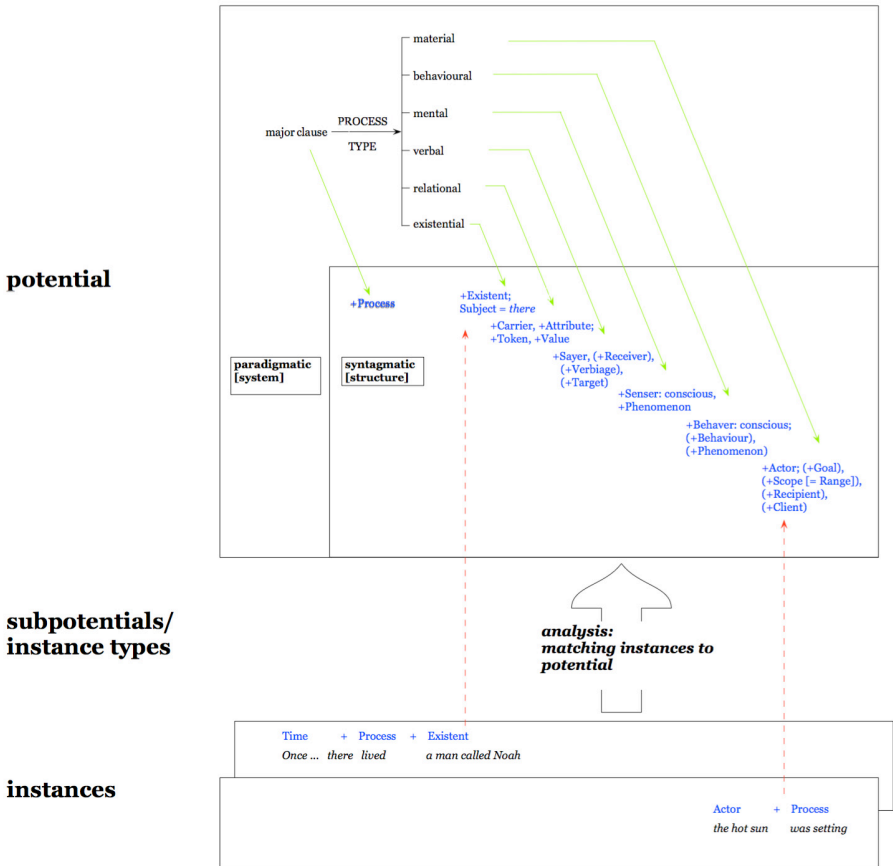 material
behavioural
PROCESS
mental
major clause
TYPE
verbal
relational
existential
potential
+Process
+Existent;
Subject = there
+Carrier, +Attribute;
+Token, +Value
paradigmatic
[system]
syntagmatic
[structure]
+Sayer, (+Receiver),
(+Verbiage),
(+Target)
+Senser: conscious,
+Phenomenon
+Behaver: conscious;
(+Behaviour),
(+Phenomenon)
+Actor; (+Goal),
(+Scope [= Range]),
(+Recipient),
(+Client)
subpotentials/
instance types
analysis:
matching instances to
potential
Time + Process + Existent
Once ... there lived a man called Noah
instances
Actor + Process
the hot sun was setting